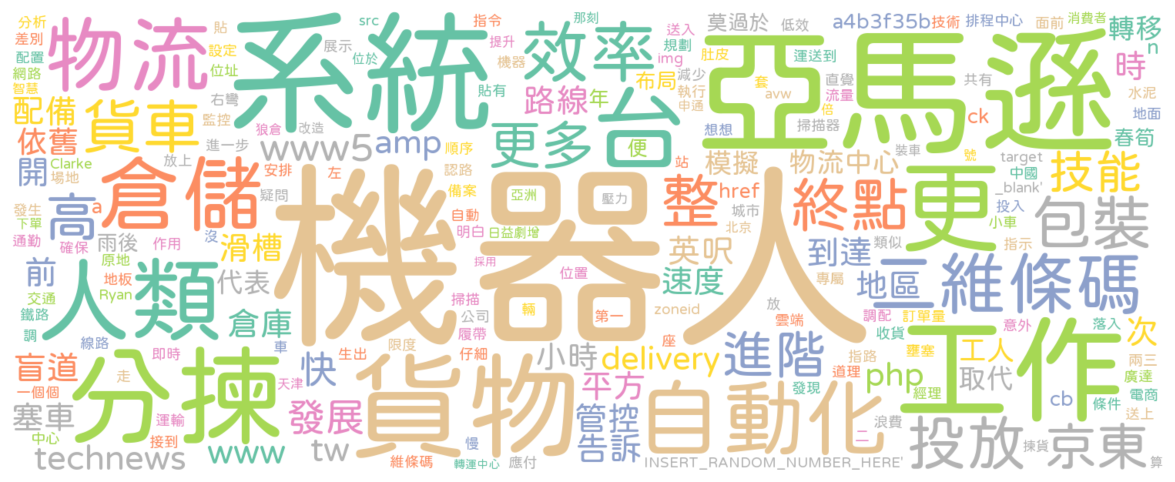 機器人
亞馬遜
系統
貨物
分揀
工作
人類
倉儲
更
自動化
物流
效率
台
二維條碼
終點
貨車
投放
京東
包裝
整
更多
高
進階
技能
www5
amp
路線
年
布局
配備
依舊
開
時
轉移
n
模擬
物流中心
英呎
href
速度
到達
地區
代表
滑槽
倉庫
前
雨後
盲道
塞車
快
發展
www
tw
technews
小時
delivery
平方
管控
告訴
php
工人
取代
次
春筍
a4b3f35b
莫過於
ck
便
a
cb
INSERT_RANDOM_NUMBER_HERE'
分析
差別
配置
網路
智慧
貼
設定
位址
src
位於
展示
指令
提升
機器
貼有
那刻
送入
規劃
img
肚皮
減少
執行
申通
低效
運送到
套
avw
倍
直覺
流量
掃描器
共有
技術
排程中心
面前
消費者
水泥
地面
右彎
監控
狼倉
改造
進一步
放上
順序
認路
備案
Clarke
場地
安排
疑問
左
站
想想
裝車
號
target
_blank'
中國
投入
小車
亞洲
壓力
日益劇增
自動
明白
採用
城市
北京
類似
指示
專屬
發生
下單
通勤
確保
原地
地板
作用
沒
Ryan
交通
鐵路
調
線路
即時
車
生出
一個個
走
運輸
接到
中心
天津
掃描
公司
履帶
限度
仔細
位置
輛
第一
zoneid
放
雲端
座
調配
收貨
訂單量
意外
落入
兩三
指路
道理
發現
壅塞
經理
廣達
電商
條件
送上
浪費
二
揀貨
算
慢
維條碼
轉運中心
應付